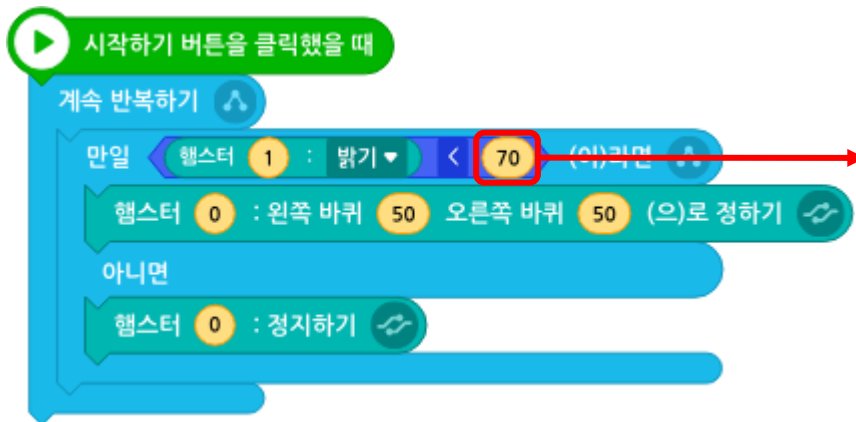 시작하기 버튼을 클릭했을 때
계속 반복하기
만일 햄스터 1 : 밝기 < 70 (이)라면
햄스터 0 : 왼쪽 바퀴 50 오른쪽 바퀴 50 (으)로 정하기
아니면
햄스터 0 : 정지하기